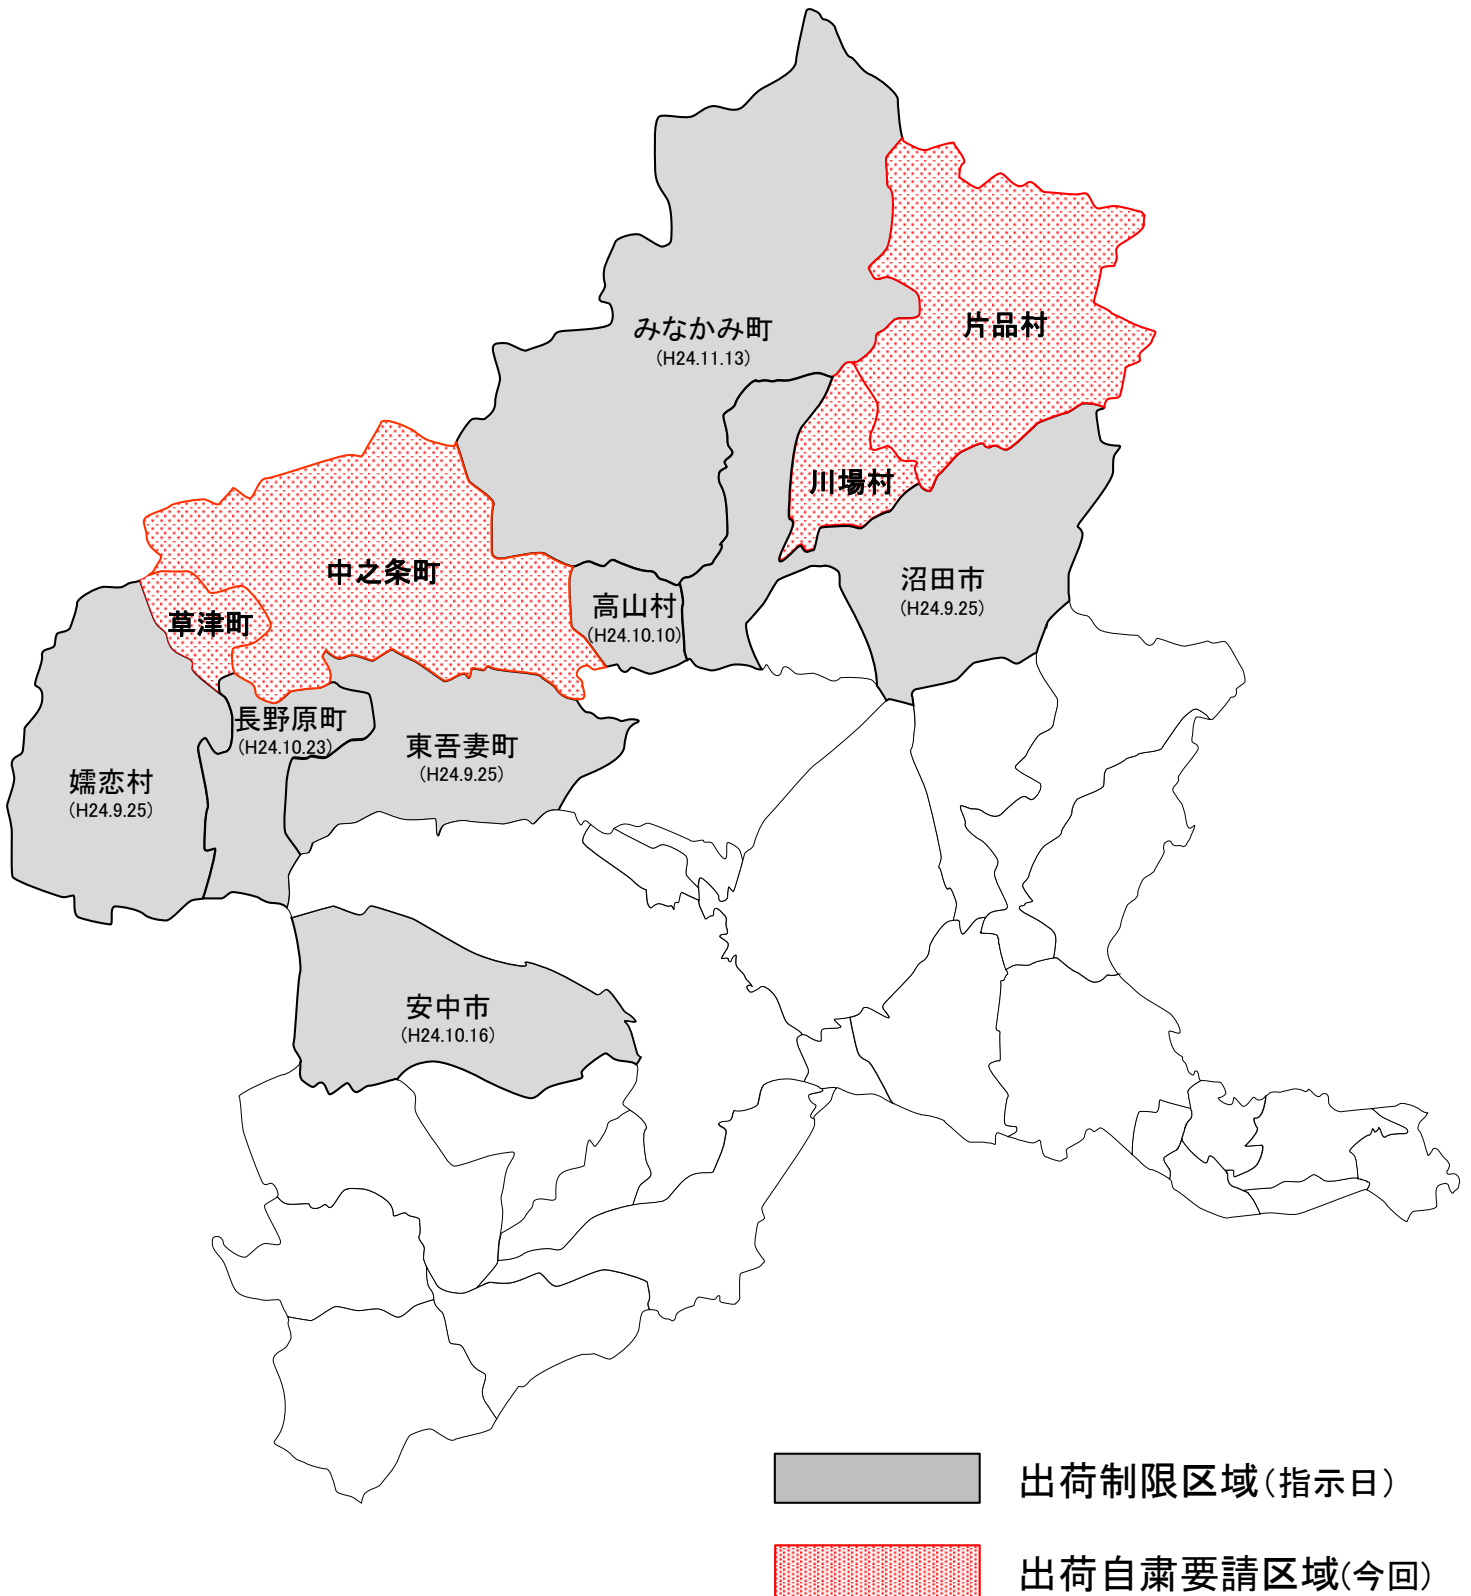 みなかみ町
(H24.11.13)
片品村
川場村
中之条町
沼田市
(H24.9.25)
高山村
(H24.10.10)
草津町
長野原町
(H24.10.23)
東吾妻町
(H24.9.25)
嬬恋村
(H24.9.25)
安中市
(H24.10.16)
出荷制限区域(指示日)
出荷自粛要請区域(今回)